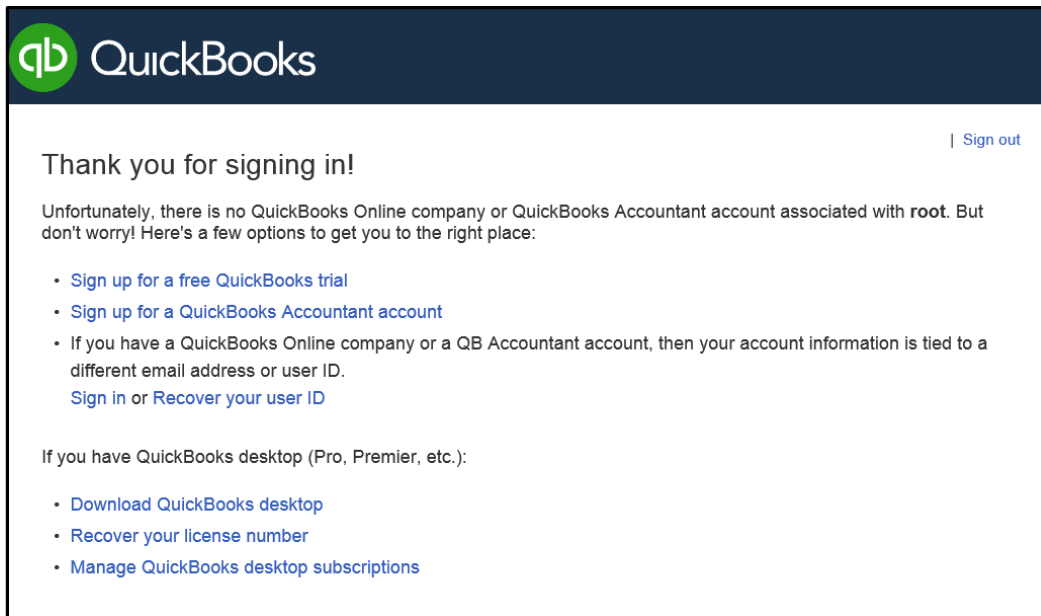 qb QuickBooks
| Sign out
Thank you for signing in!
Unfortunately, there is no QuickBooks Online company or QuickBooks Accountant account associated with root. But
don't worry! Here's a few options to get you to the right place:
• Sign up for a free QuickBooks trial
• Sign up for a QuickBooks Accountant account
• If you have a QuickBooks Online company or a QB Accountant account, then your account information is tied to a
different email address or user ID.
Sign in or Recover your user ID
If you have QuickBooks desktop (Pro, Premier, etc.):
• Download QuickBooks desktop
• Recover your license number
• Manage QuickBooks desktop subscriptions